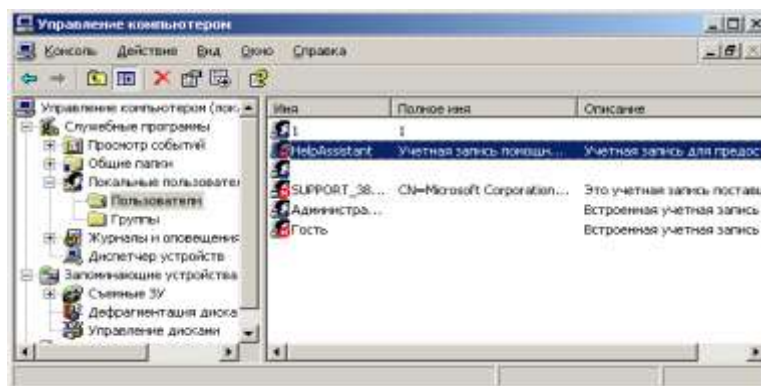 Управление компьютером
Консоль Действие Вид Окно Справка
Управление компьютером (лок
Служебные программы
Просмотр событий
Общие папки
Локальные пользовател
Пользователи
Группы
Журналы и оповещения
Диспетчер устройств
Запоминающие устройства
Съемные ЗУ
Дефрагментация диска
Управление дисками
Имя Полное имя Описание
1 1
HelpAssistant Учетная запись помощн... Учетная запись для предос
SUPPORT_38... CN=Microsoft Corporation... Это учетная запись постав
Администра... Встроенная учетная запись
Гость Встроенная учетная запись